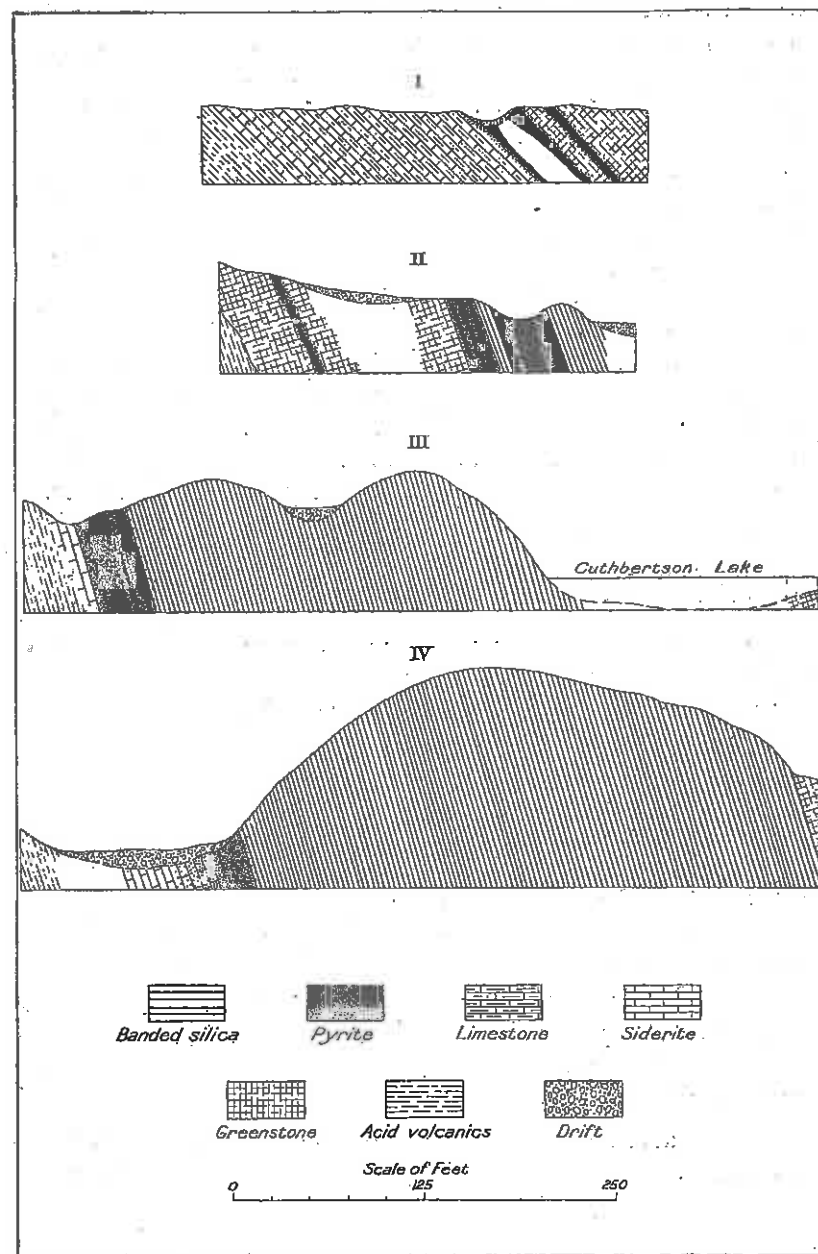 I
II
III
Cuthbertson Lake
IV
Banded silica
Pyrite
Limestone
Siderite
Greenstone
Acid volcanics
Drift
Scale of Feet
0 125 250